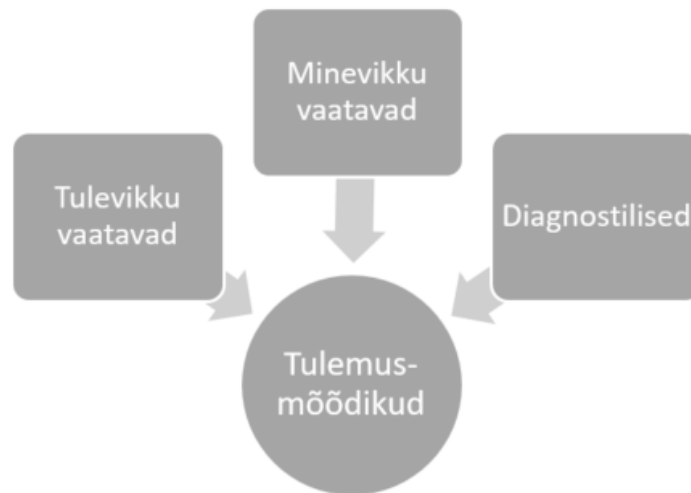 Minevikku
vaatavad
Tulevikku
vaatavad
Diagnostilised
Tulemus-
mõõdikud